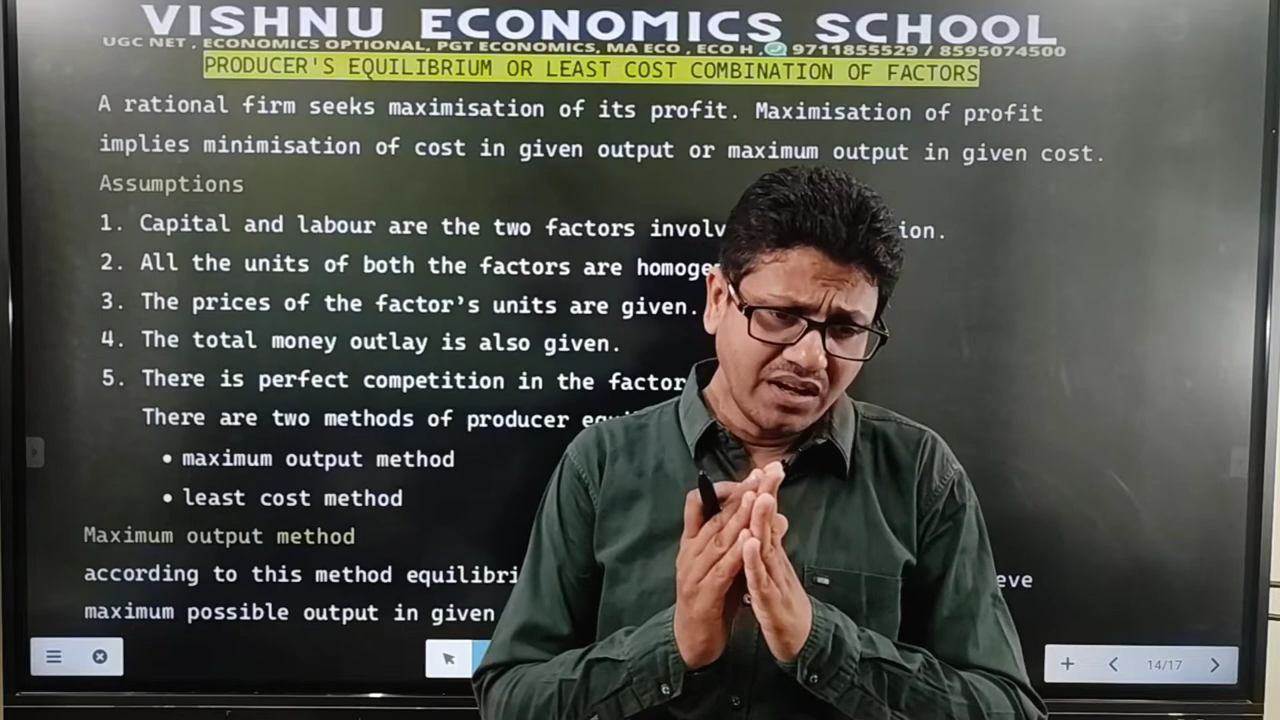 VISHNU ECONOMICS SCHOOL
UGC NET , ECONOMICS OPTIONAL, PGT ECONOMICS, MA ECO , ECO H , 9711855529 / 8595074500
PRODUCER'S EQUILIBRIUM OR LEAST COST COMBINATION OF FACTORS
A rational firm seeks maximisation of its profit. Maximisation of profit
implies minimisation of cost in given output or maximum output in given cost.
Assumptions
1. Capital and labour are the two factors
2. All the units of both the factors are
3. The prices of the factor's units are given.
4. The total money outlay is also given.
5. There is perfect competition in the factor
There are two methods of producer
• maximum output method
• least cost method
Maximum output method
according to this method
maximum possible output in given
14/17